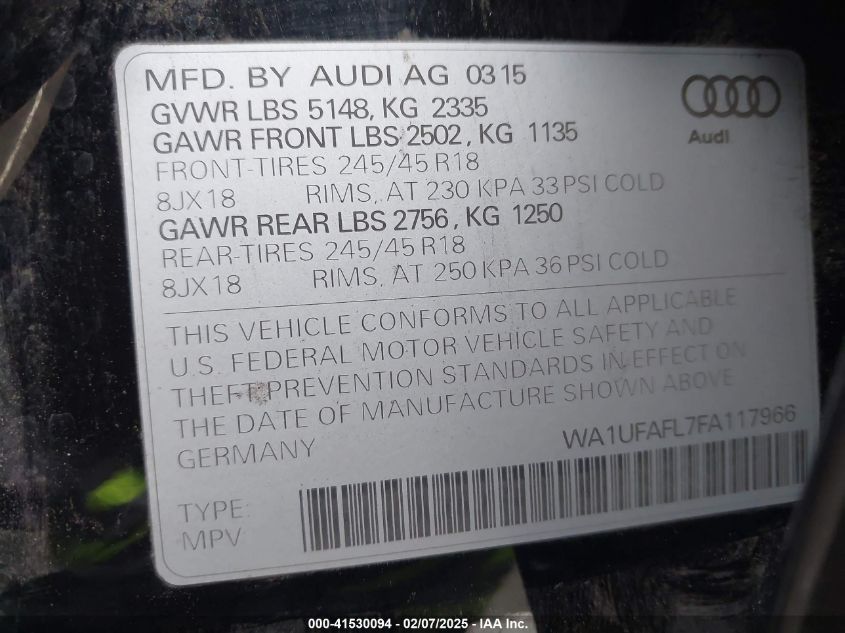 MFD. BY AUDI AG 0315
GVWR LBS 5148, KG 2335
GAWR FRONT LBS 2502, KG 1135
FRONT-TIRES 245/45 R18
8JX18 RIMS, AT 230 KPA 33 PSI COLD
GAWR REAR LBS 2756, KG 1250
REAR-TIRES 245/45 R18
8JX18 RIMS, AT 250 KPA 36 PSI COLD
Audi
THIS VEHICLE CONFORMS TO ALL APPLICABLE
U.S. FEDERAL MOTOR VEHICLE SAFETY AND
THEFT PREVENTION STANDARDS IN EFFECT ON
THE DATE OF MANUFACTURE SHOWN ABOVE
GERMANY WA1UFAFL7FA117966
TYPE:
MPV
000-41530094 - 02/07/2025 - IAA Inc.